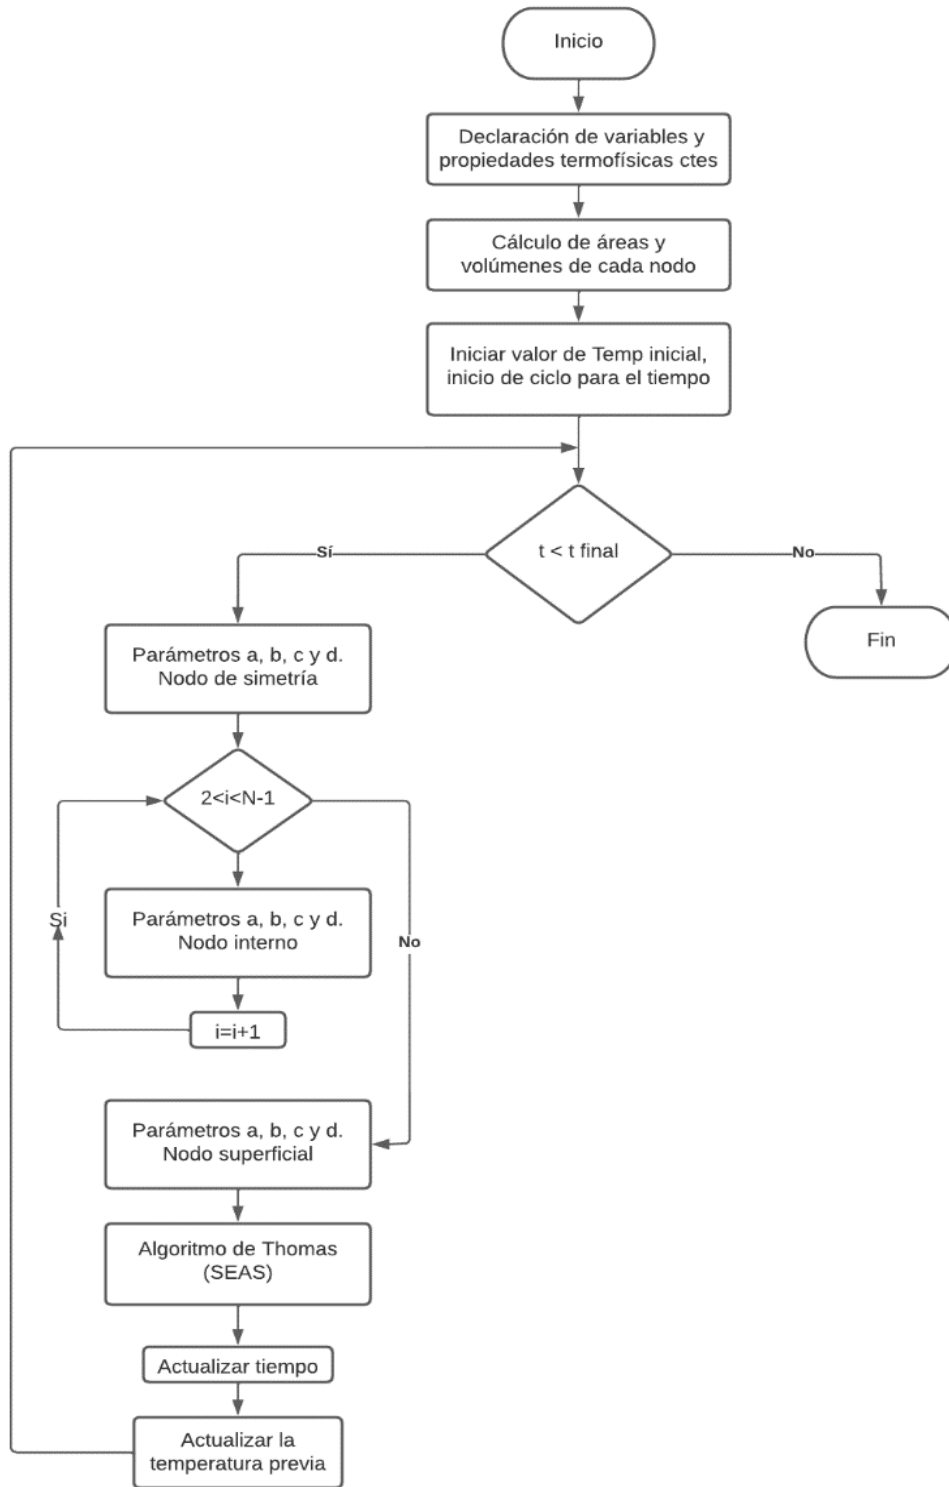 Inicio
Declaración de variables y
propiedades termofísicas ctes
Cálculo de áreas y
volúmenes de cada nodo
Iniciar valor de Temp inicial,
inicio de ciclo para el tiempo
t < t final
Sí
No
Fin
Parámetros a, b, c y d.
Nodo de simetría
2<i<N-1
Parámetros a, b, c y d.
Nodo interno
Si
No
i=i+1
Parámetros a, b, c y d.
Nodo superficial
Algoritmo de Thomas
(SEAS)
Actualizar tiempo
Actualizar la
temperatura previa